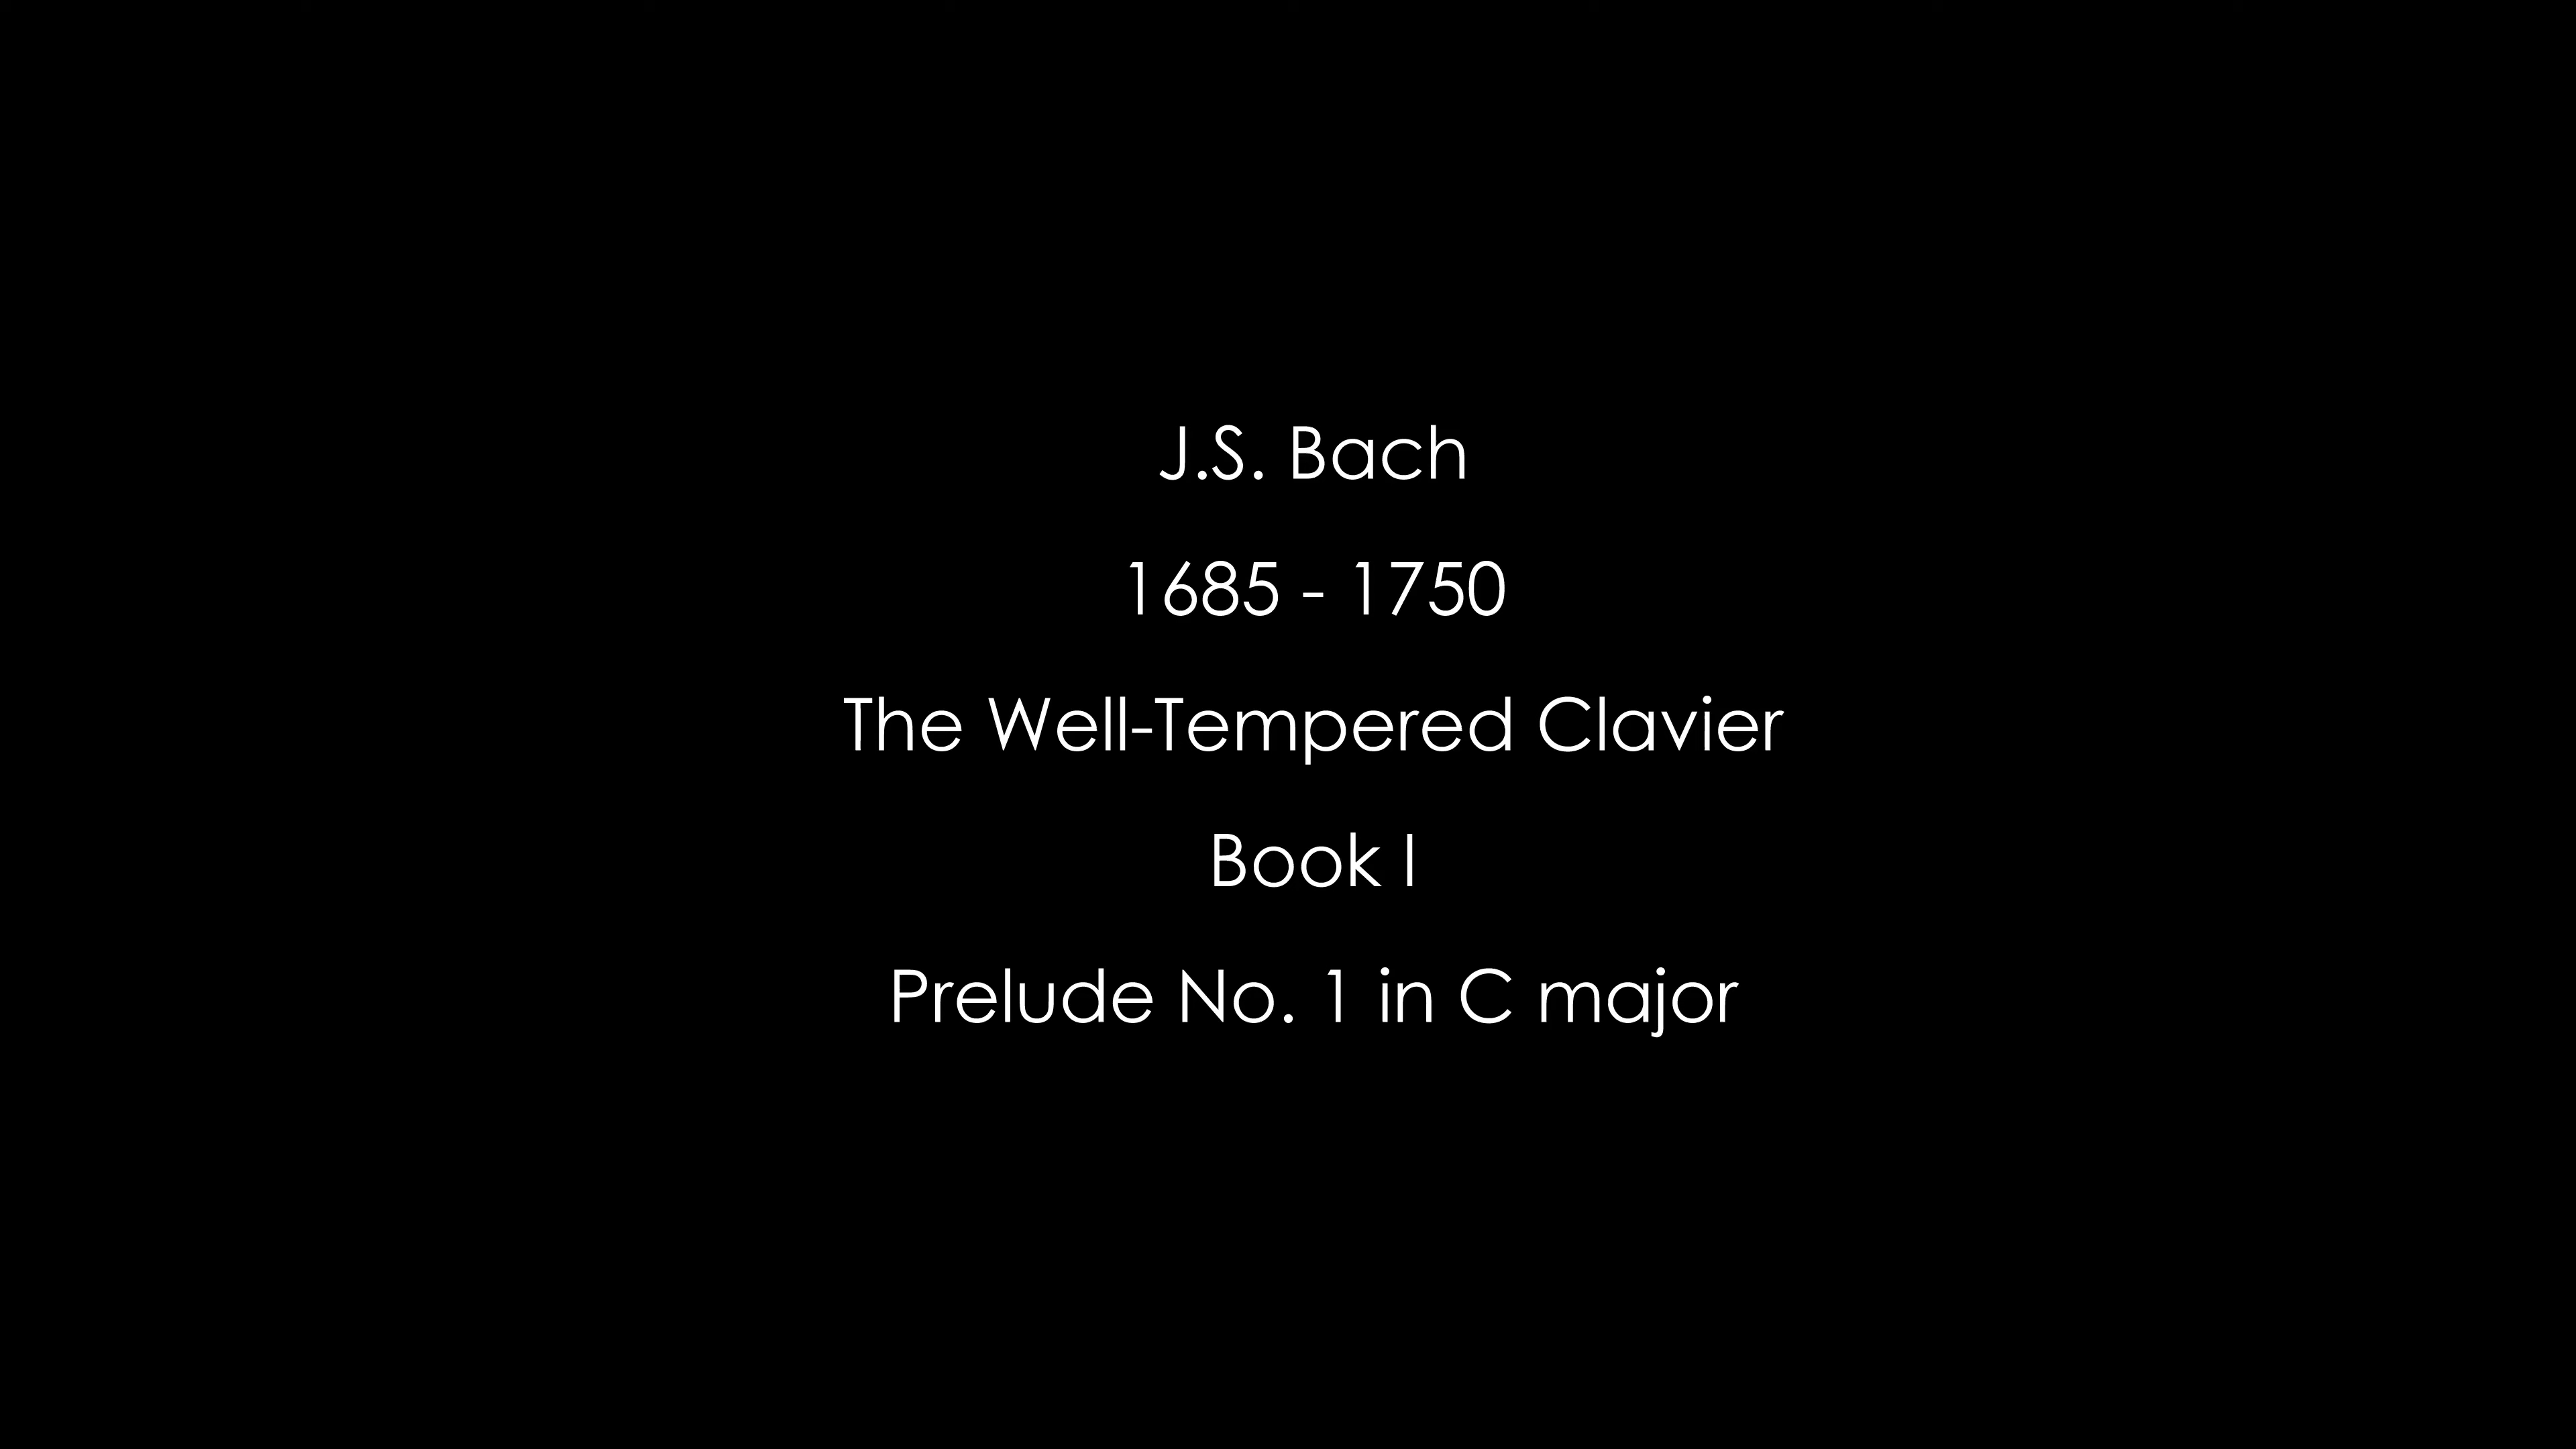 J.S. Bach
1685 - 1750
The Well-Tempered Clavier
Book I
Prelude No. 1 in C major